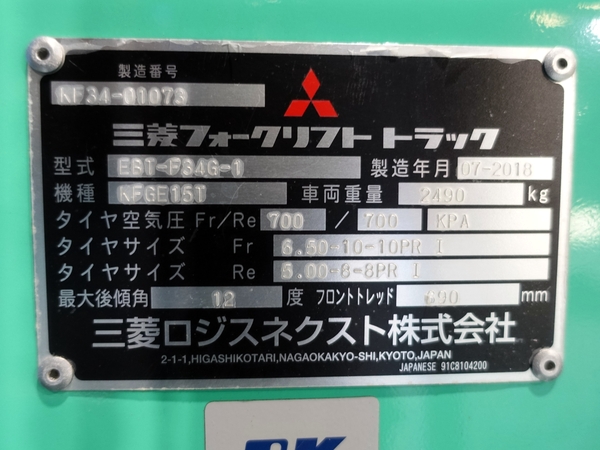 製造番号
KF34-01073
三菱フォークリフト トラック
型式 EBT-F34G-1 製造年月 07-2018
機種 KFGE15T 車両重量 2490 kg
タイヤ空気圧 Fr/Re 700 / 700 KPA
タイヤサイズ Fr 6.50-10-10PR I
タイヤサイズ Re 5.00-8-8PR I
最大後傾角 12 度 フロントトレッド 890 mm
三菱ロジスネクスト株式会社
2-1-1,HIGASHIKOTARI,NAGAOKAKYO-SHI,KYOTO,JAPAN
JAPANESE 91C8104200